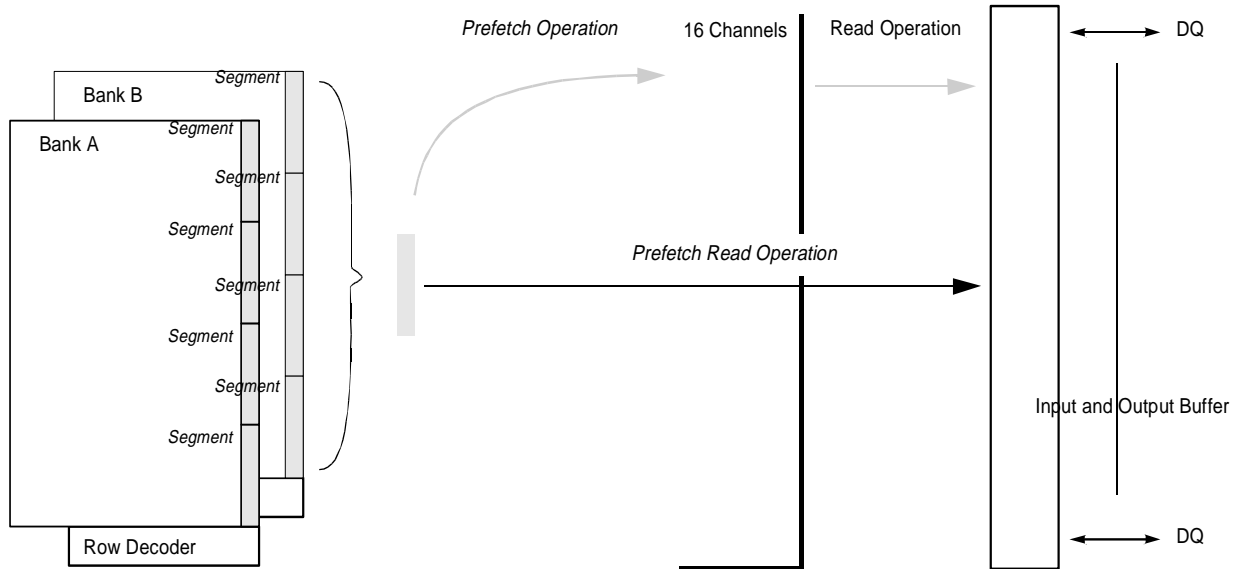 Prefetch Operation
16 Channels
Read Operation
DQ
Segment
Bank B
Segment
Bank A
Segment
Segment
Prefetch Read Operation
Segment
Segment
Segment
Input and Output Buffer
Segment
DQ
Row Decoder